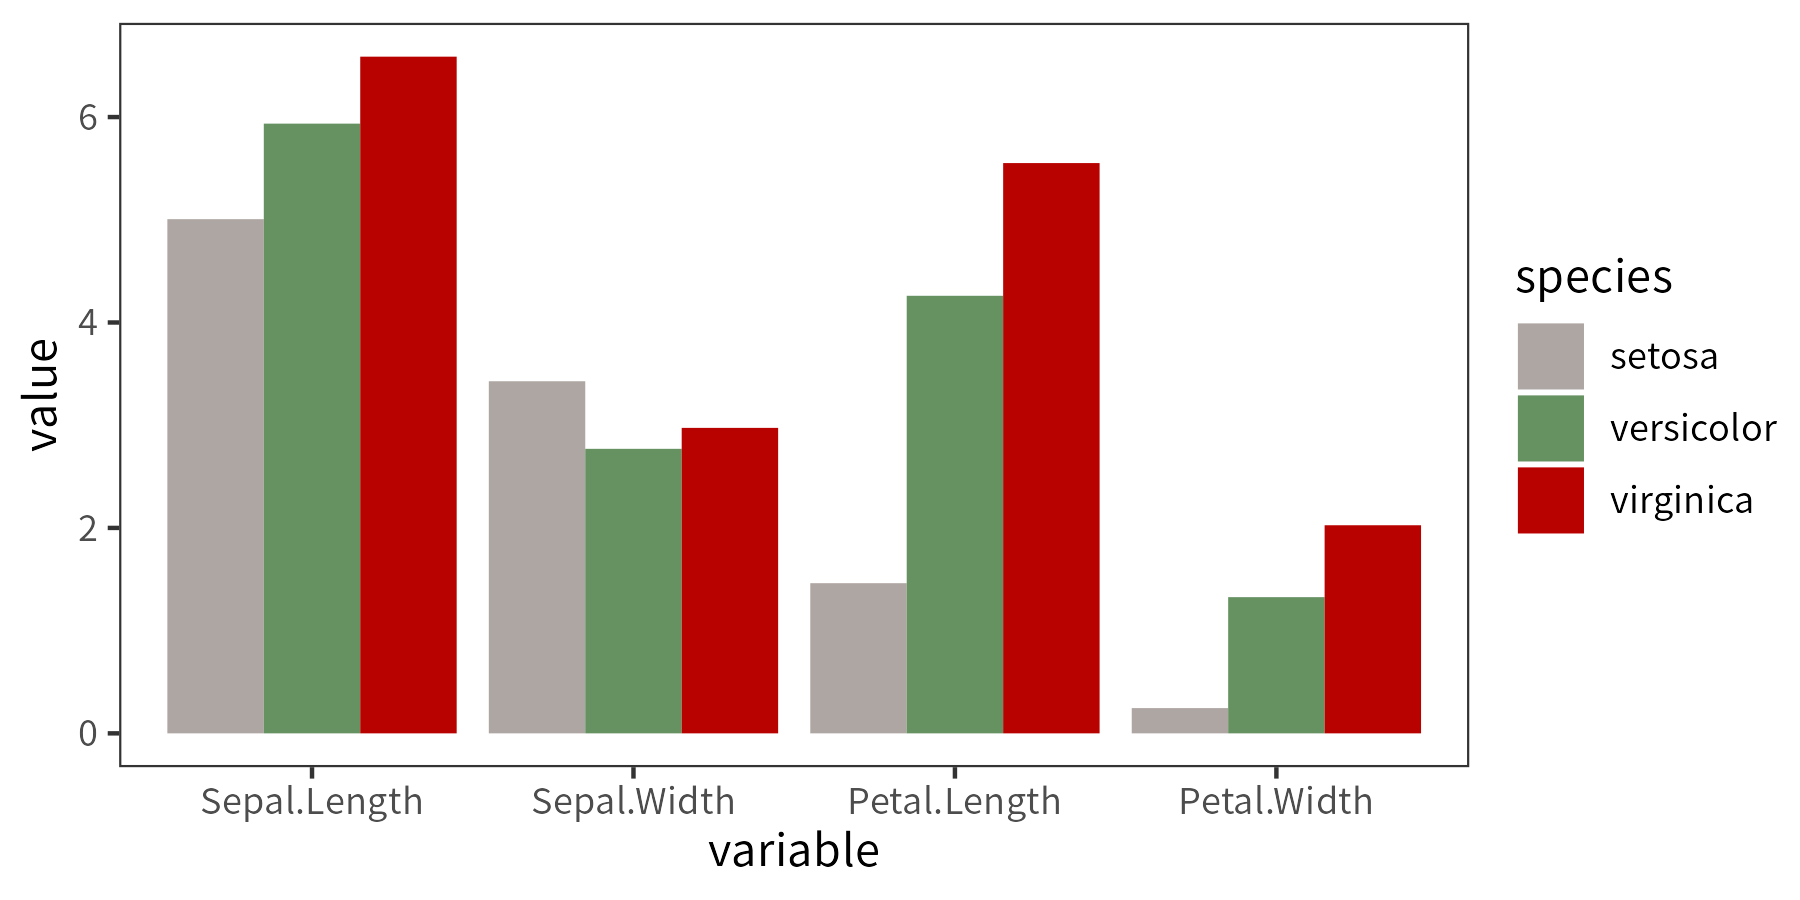 value
6
4
2
0
Sepal.Length
Sepal.Width
Petal.Length
Petal.Width
variable
species
setosa
versicolor
virginica